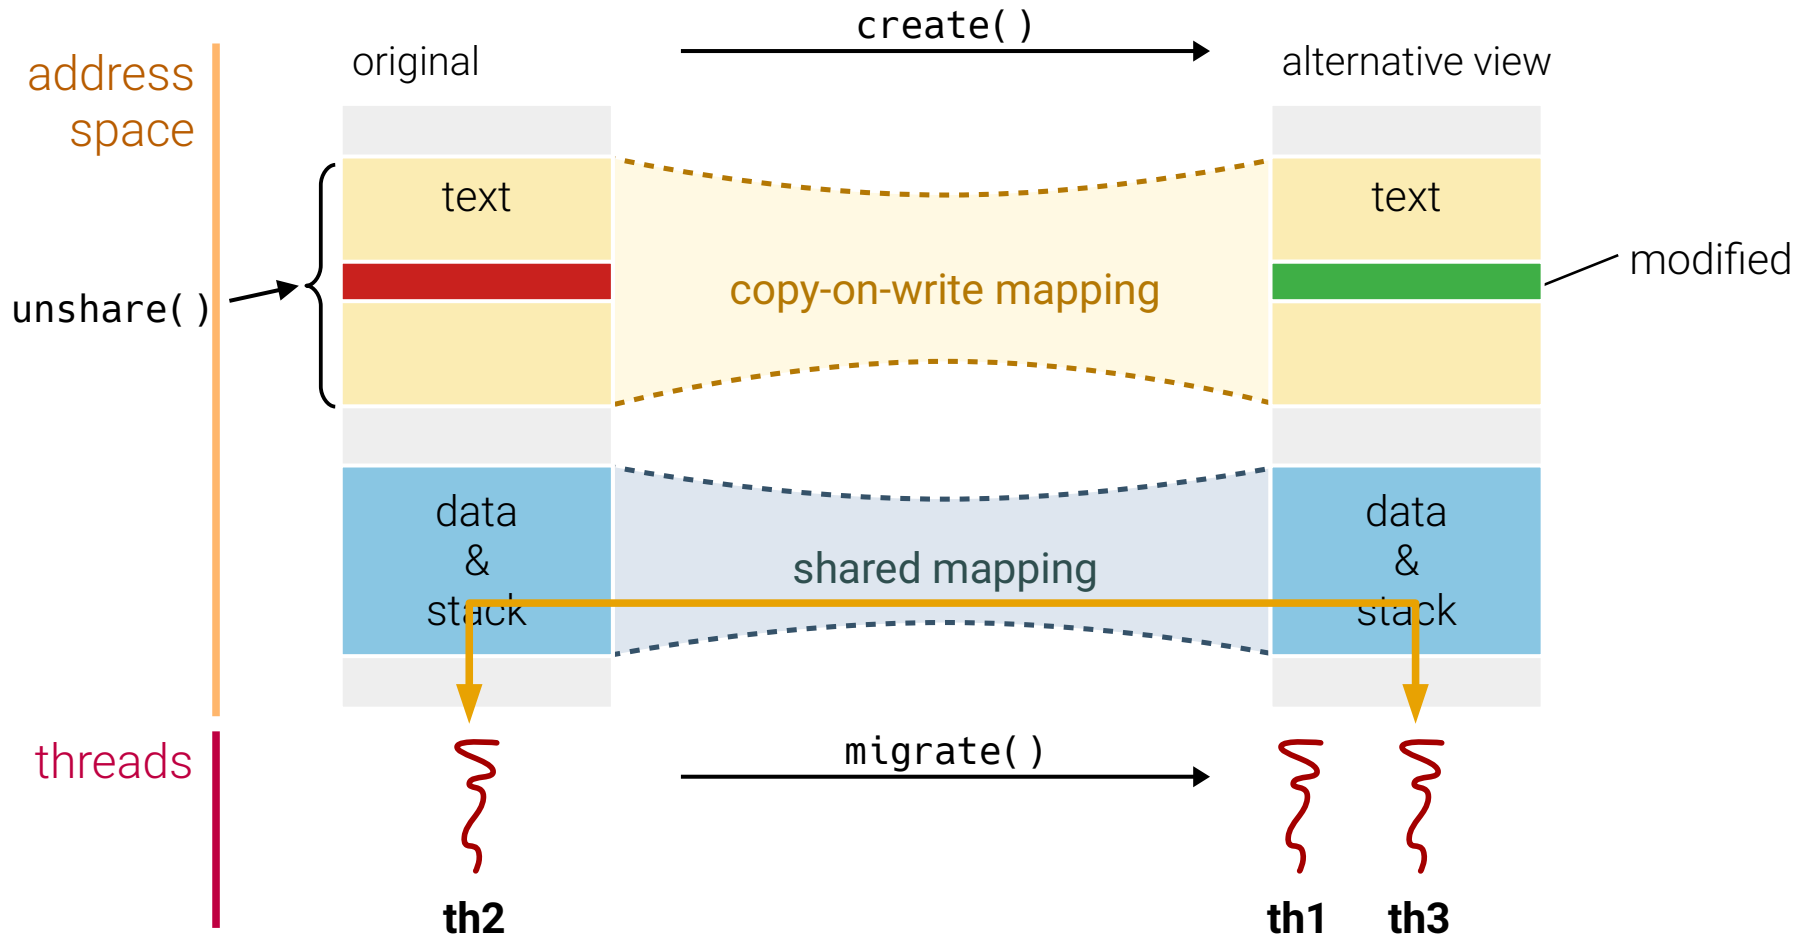 create()
address
space
original
alternative view
text
text
modified
copy-on-write mapping
unshare()
data
&
stack
data
&
stack
shared mapping
threads
migrate()
th2
th1
th3